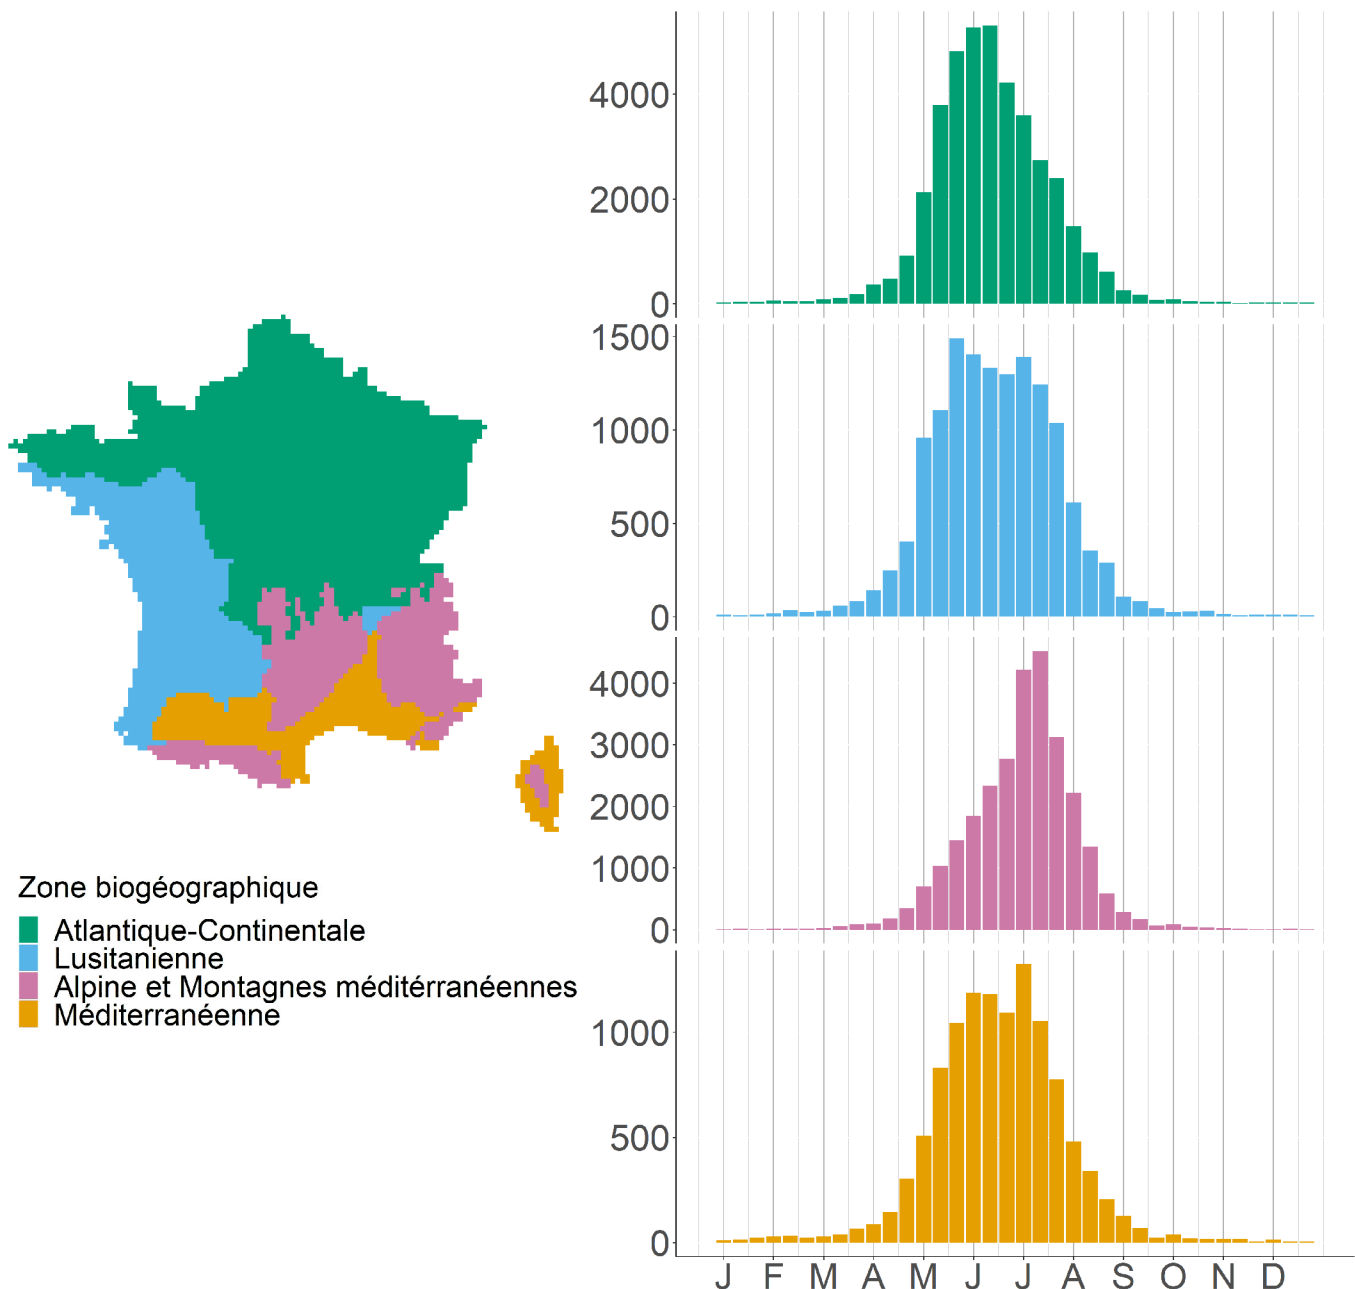 4000
2000
0
1500
1000
500
0
4000
3000
2000
1000
0
1000
500
0
J F M A M J J A S O N D
Zone biogéographique
Atlantique-Continentale
Lusitanienne
Alpine et Montagnes méditérranéennes
Méditerranéenne